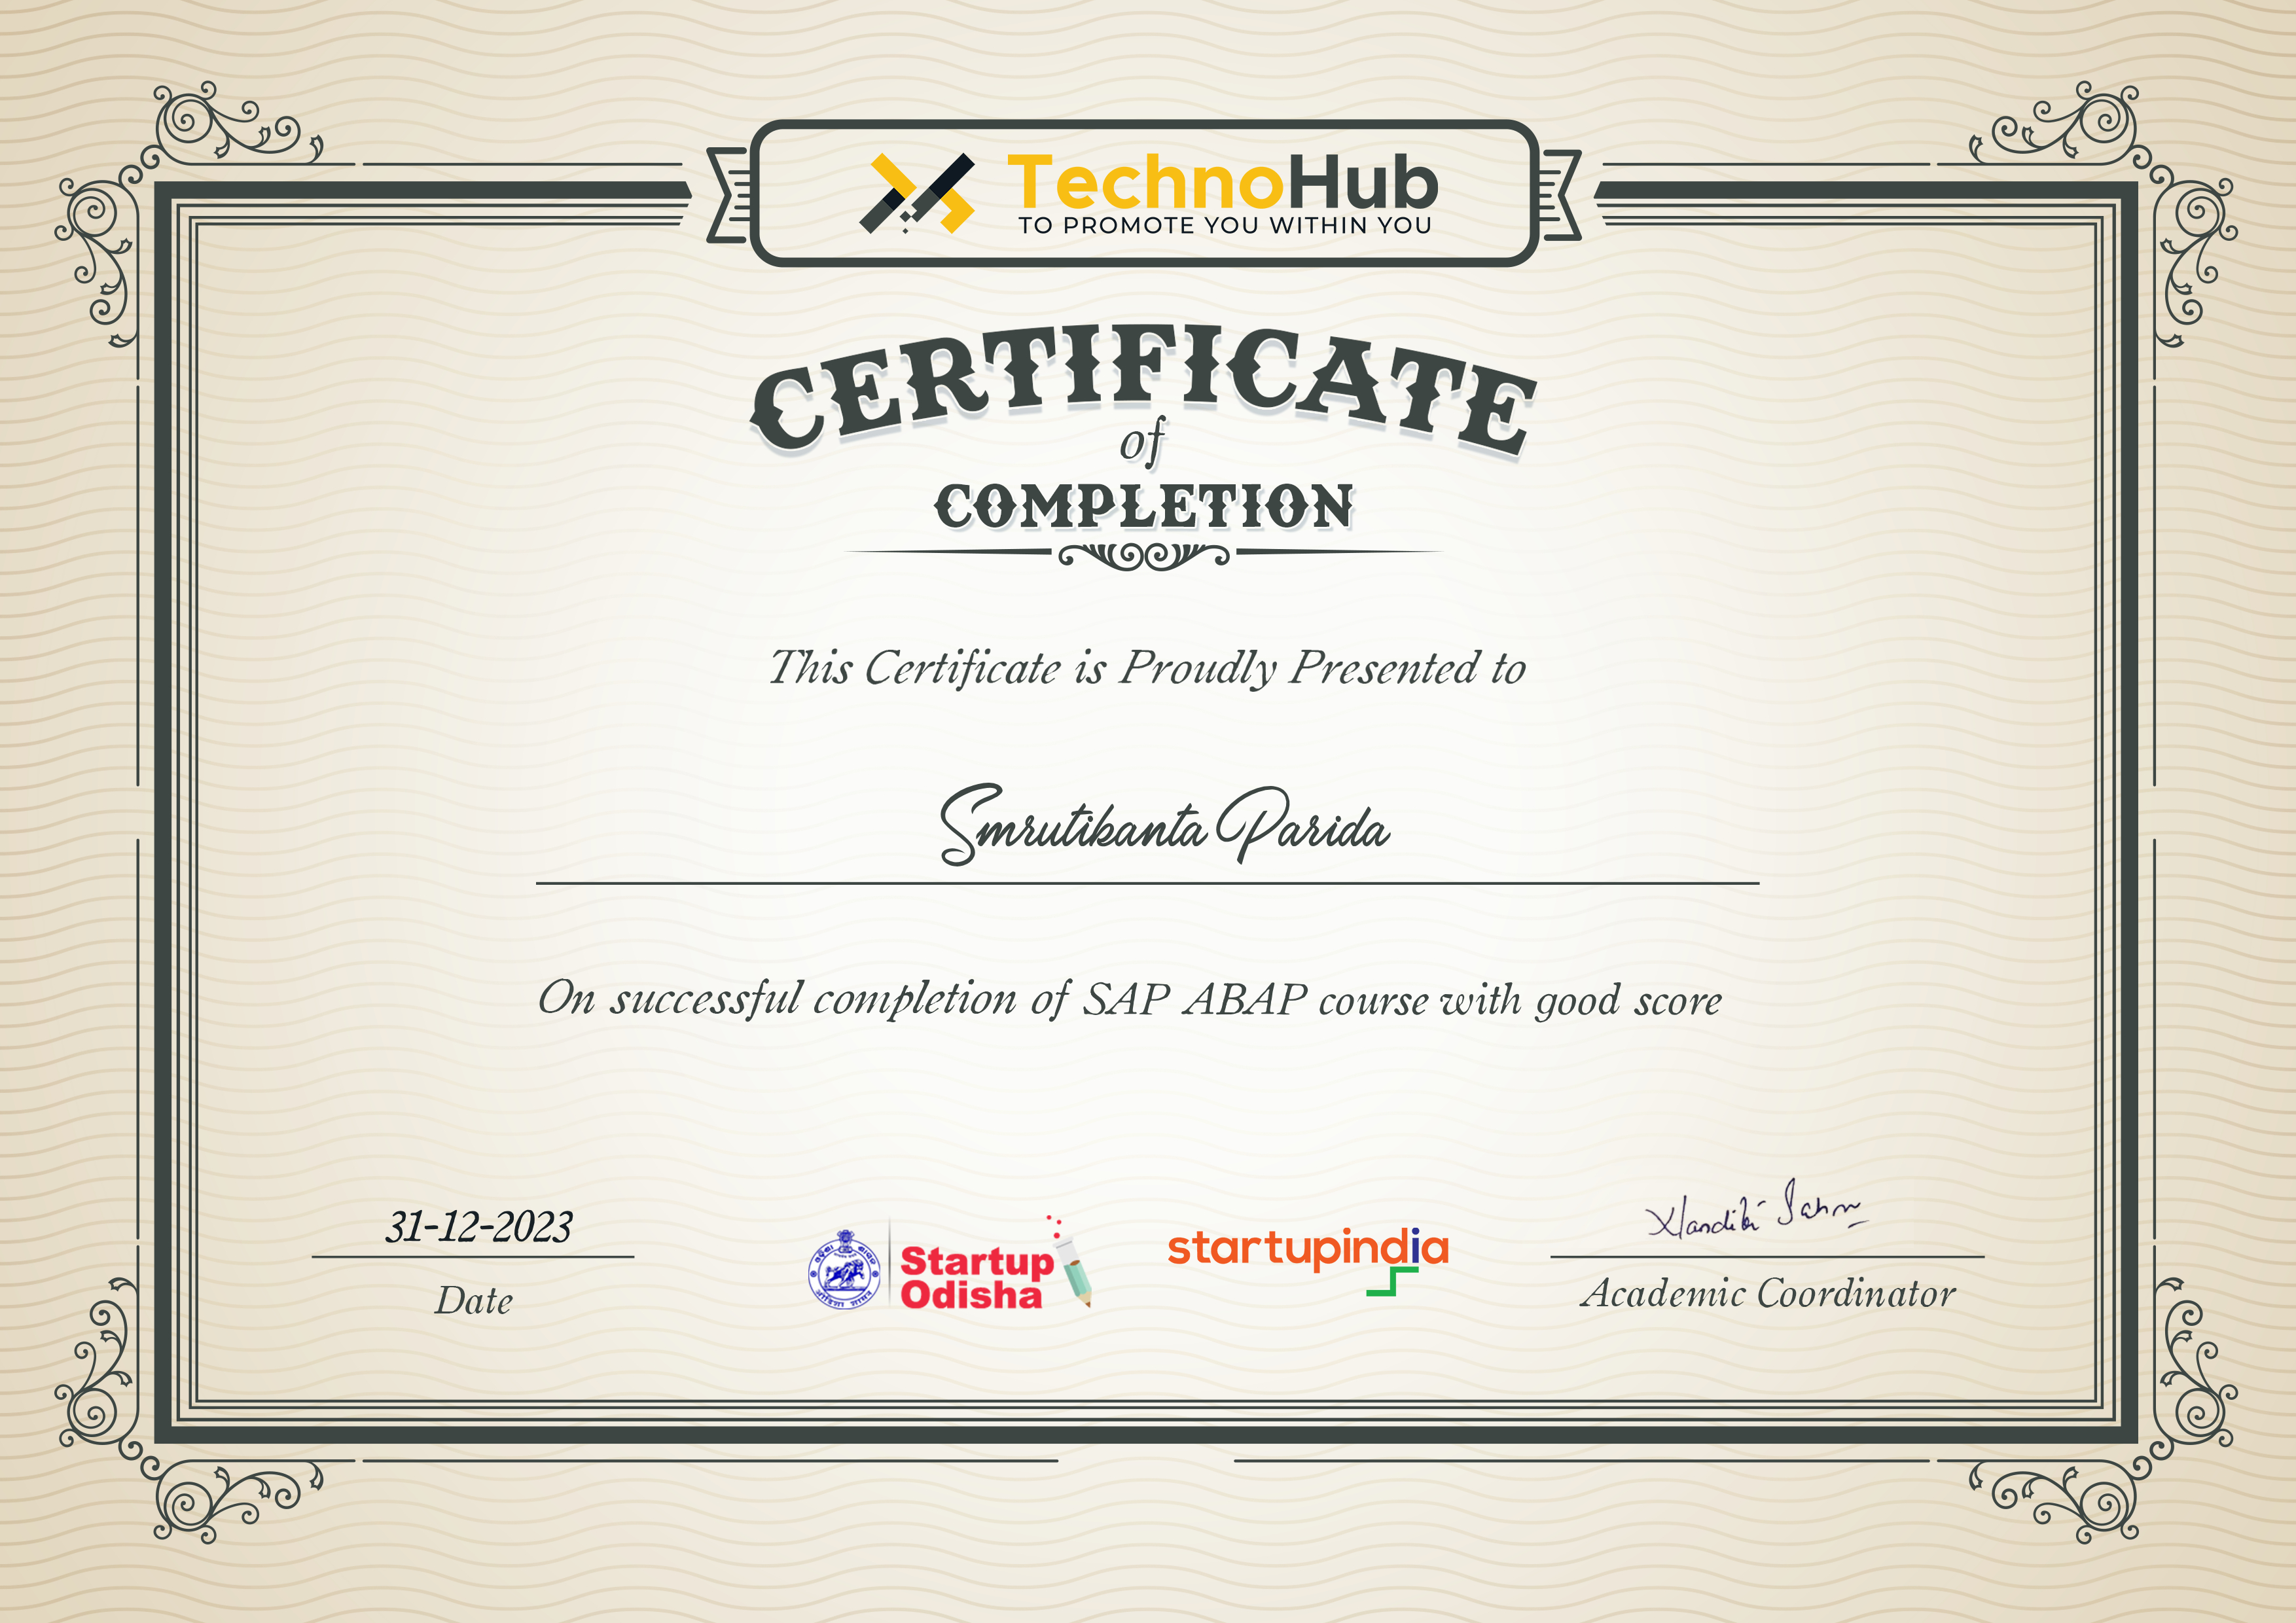 TechnoHub
TO PROMOTE YOU WITHIN YOU
CERTIFICATE
of
COMPLETION
This Certificate is Proudly Presented to
Smrutikanta Parida
On successful completion of SAP ABAP course with good score
31-12-2023
Date
Startup
Odisha
startupindia
Academic Coordinator